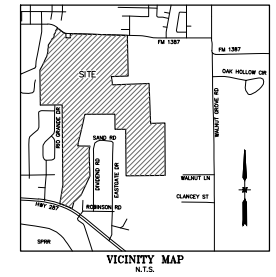 FM 1387
FM 1387
OAK HOLLOW CIR
SITE
WALNUT GROVE RD
RIO GRANDE DR
SAND RD
DIVIDEND RD
EASTGATE DR
WALNUT LN
CLANCEY ST
ROBINSON RD
HWY 287
SPRR
VICINITY MAP
N.T.S.